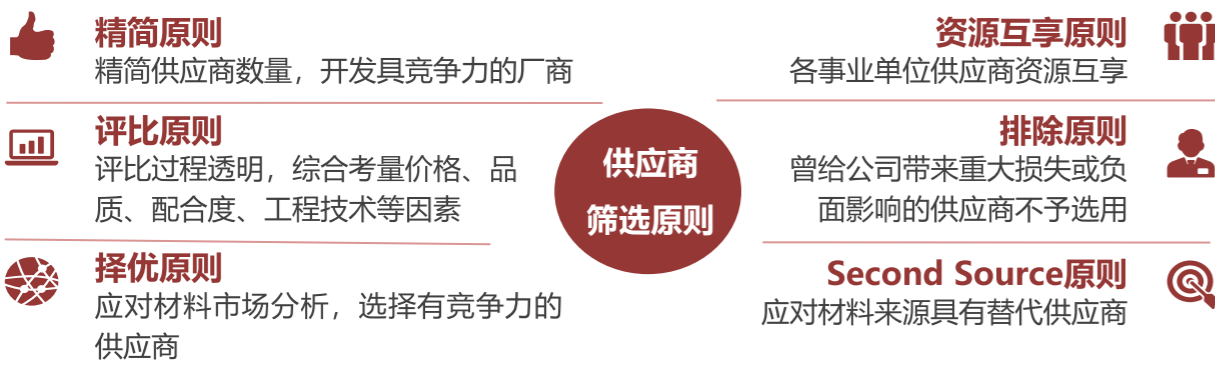 精简原则
精简供应商数量，开发具竞争力的厂商
评比原则
评比过程透明，综合考量价格、品
质、配合度、工程技术等因素
择优原则
应对材料市场分析，选择有竞争力的
供应商
供应商
筛选原则
资源互享原则
各事业单位供应商资源互享
排除原则
曾给公司带来重大损失或负
面影响的供应商不予选用
Second Source原则
应对材料来源具有替代供应商